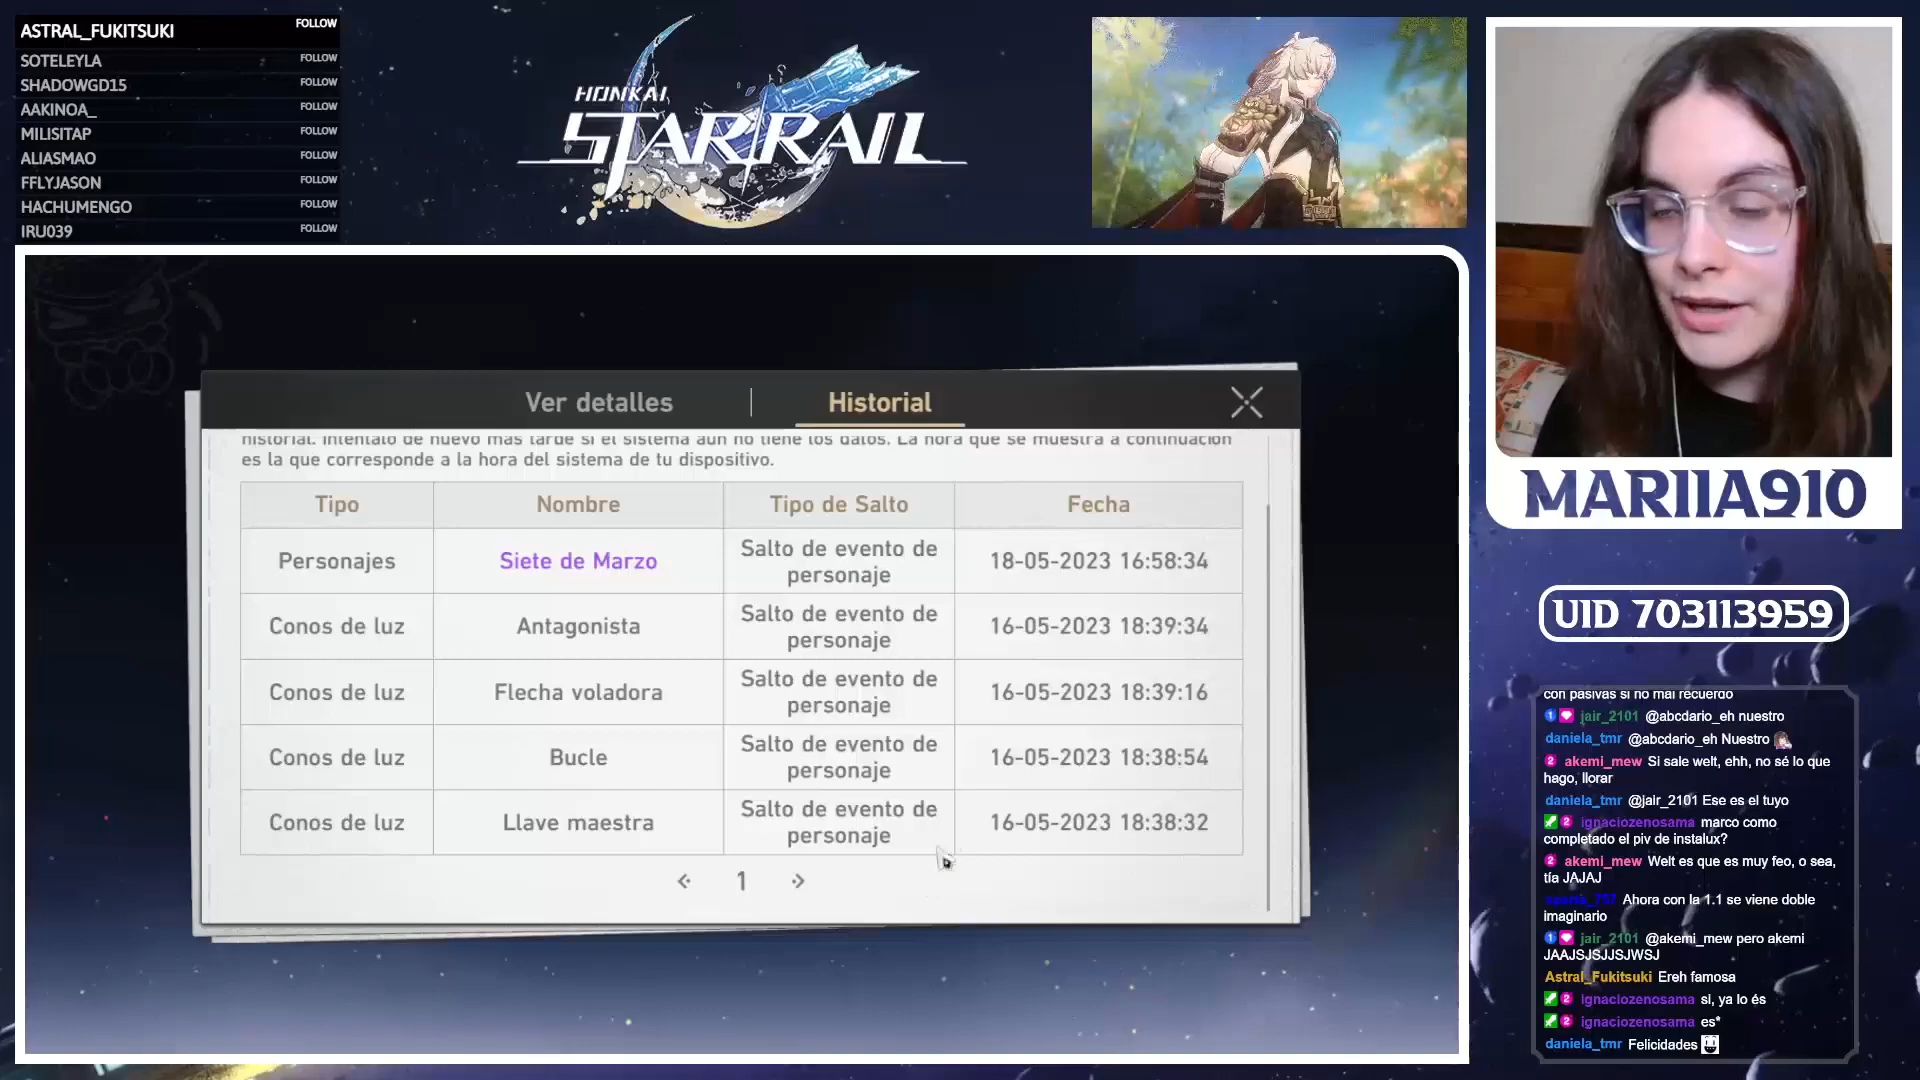 ASTRAL_FUKITSUKI FOLLOW
SOTELEYLA FOLLOW
SHADOWGD15 FOLLOW
AAKINOA_ FOLLOW
MILISITAP FOLLOW
ALIASMAO FOLLOW
FFLYJASON FOLLOW
HACHUMENGO FOLLOW
IRU039 FOLLOW
HONKAI
STAR RAIL
Ver detalles | Historial
historial. Inténtalo de nuevo más tarde si el sistema aún no tiene los datos. La hora que se muestra a continuación
es la que corresponde a la hora del sistema de tu dispositivo.
Tipo Nombre Tipo de Salto Fecha
Personajes Siete de Marzo Salto de evento de personaje 18-05-2023 16:58:34
Conos de luz Antagonista Salto de evento de personaje 16-05-2023 18:39:34
Conos de luz Flecha voladora Salto de evento de personaje 16-05-2023 18:39:16
Conos de luz Bucle Salto de evento de personaje 16-05-2023 18:38:54
Conos de luz Llave maestra Salto de evento de personaje 16-05-2023 18:38:32
1
MARIIA910
UID 703113959
con pasivas si no mal recuerdo
jair_2101 @abcdario_eh nuestro
daniela_tmr @abcdario_eh Nuestro
akemi_mew Si sale welt, ehh, no sé lo que
hago, llorar
daniela_tmr @jair_2101 Ese es el tuyo
ignaciozenosama marco como
completado el piv de instalux?
akemi_mew Welt es que es muy feo, o sea,
tía JAJAJ
Ahora con la 1.1 se viene doble
imaginario
jair_2101 @akemi_mew pero akemi
JAAJSJSJJSJWSJ
Astral_Fukitsuki Ereh famosa
ignaciozenosama si, ya lo és
ignaciozenosama es*
daniela_tmr Felicidades